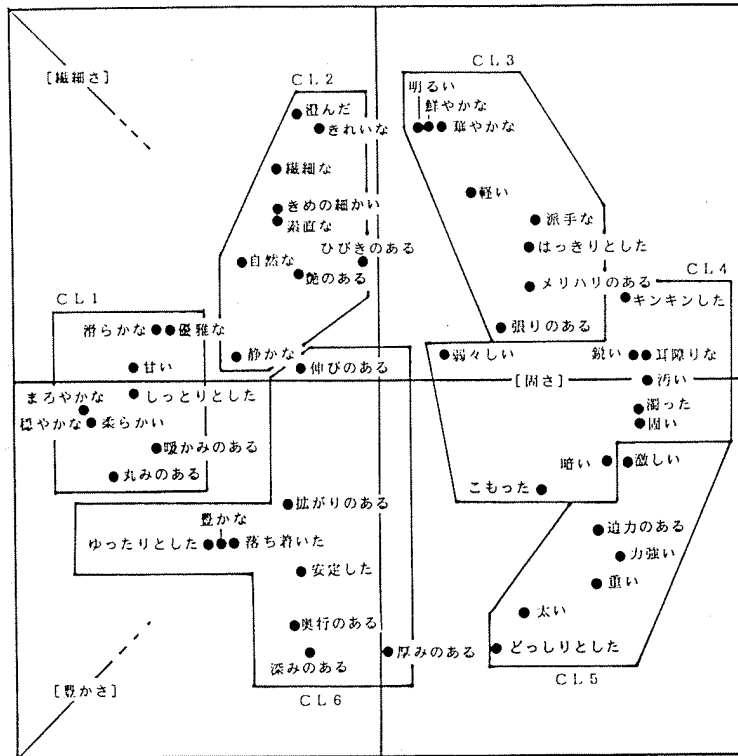 CL3
[繊細さ]
CL2
明るい
鮮やかな
澄んだ
きれいな
華やかな
繊細な
軽い
きめの細かい
素直な
派手な
ひびきのある
はっきりとした
自然な
艶のある
メリハリのある
CL4
キンキンした
CL1
滑らかな
優雅な
張りのある
静かな
弱々しい
鋭い
耳障りな
甘い
伸びのある
[固さ]
汚い
まろやかな
しっとりとした
濁った
穏やかな
柔らかい
固い
暖かみのある
暗い
激しい
丸みのある
こもった
拡がりのある
豊かな
迫力のある
ゆったりとした
落ち着いた
力強い
安定した
重い
太い
奥行のある
どっしりとした
厚みのある
深みのある
[豊かさ]
CL5
CL6